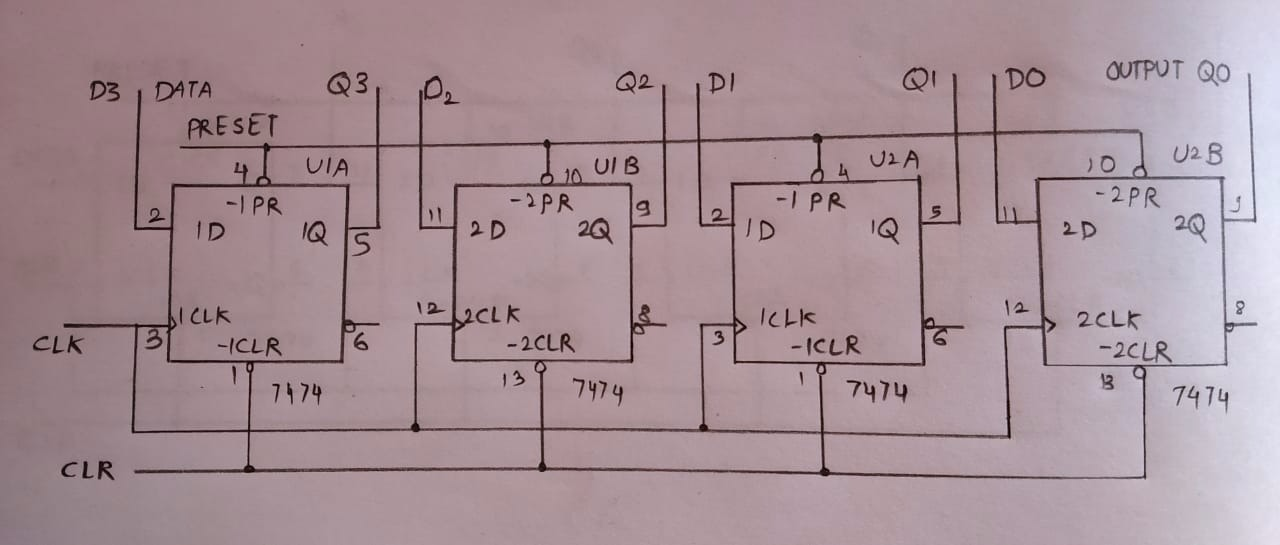 D3 DATA Q3 D2 Q2 D1 Q1 D0 OUTPUT Q0
PRESET
4 U1A 10 U1B 4 U2A 10 U2B
-1PR -2PR -1PR -2PR
2 1D 1Q 5 11 2D 2Q 9 2 1D 1Q 5 11 2D 2Q 9
CLK 3 1CLK 6 12 2CLK 8 3 1CLK 6 12 2CLK 8
-1CLR -2CLR -1CLR -2CLR
1 7474 13 7474 1 7474 13 7474
CLR